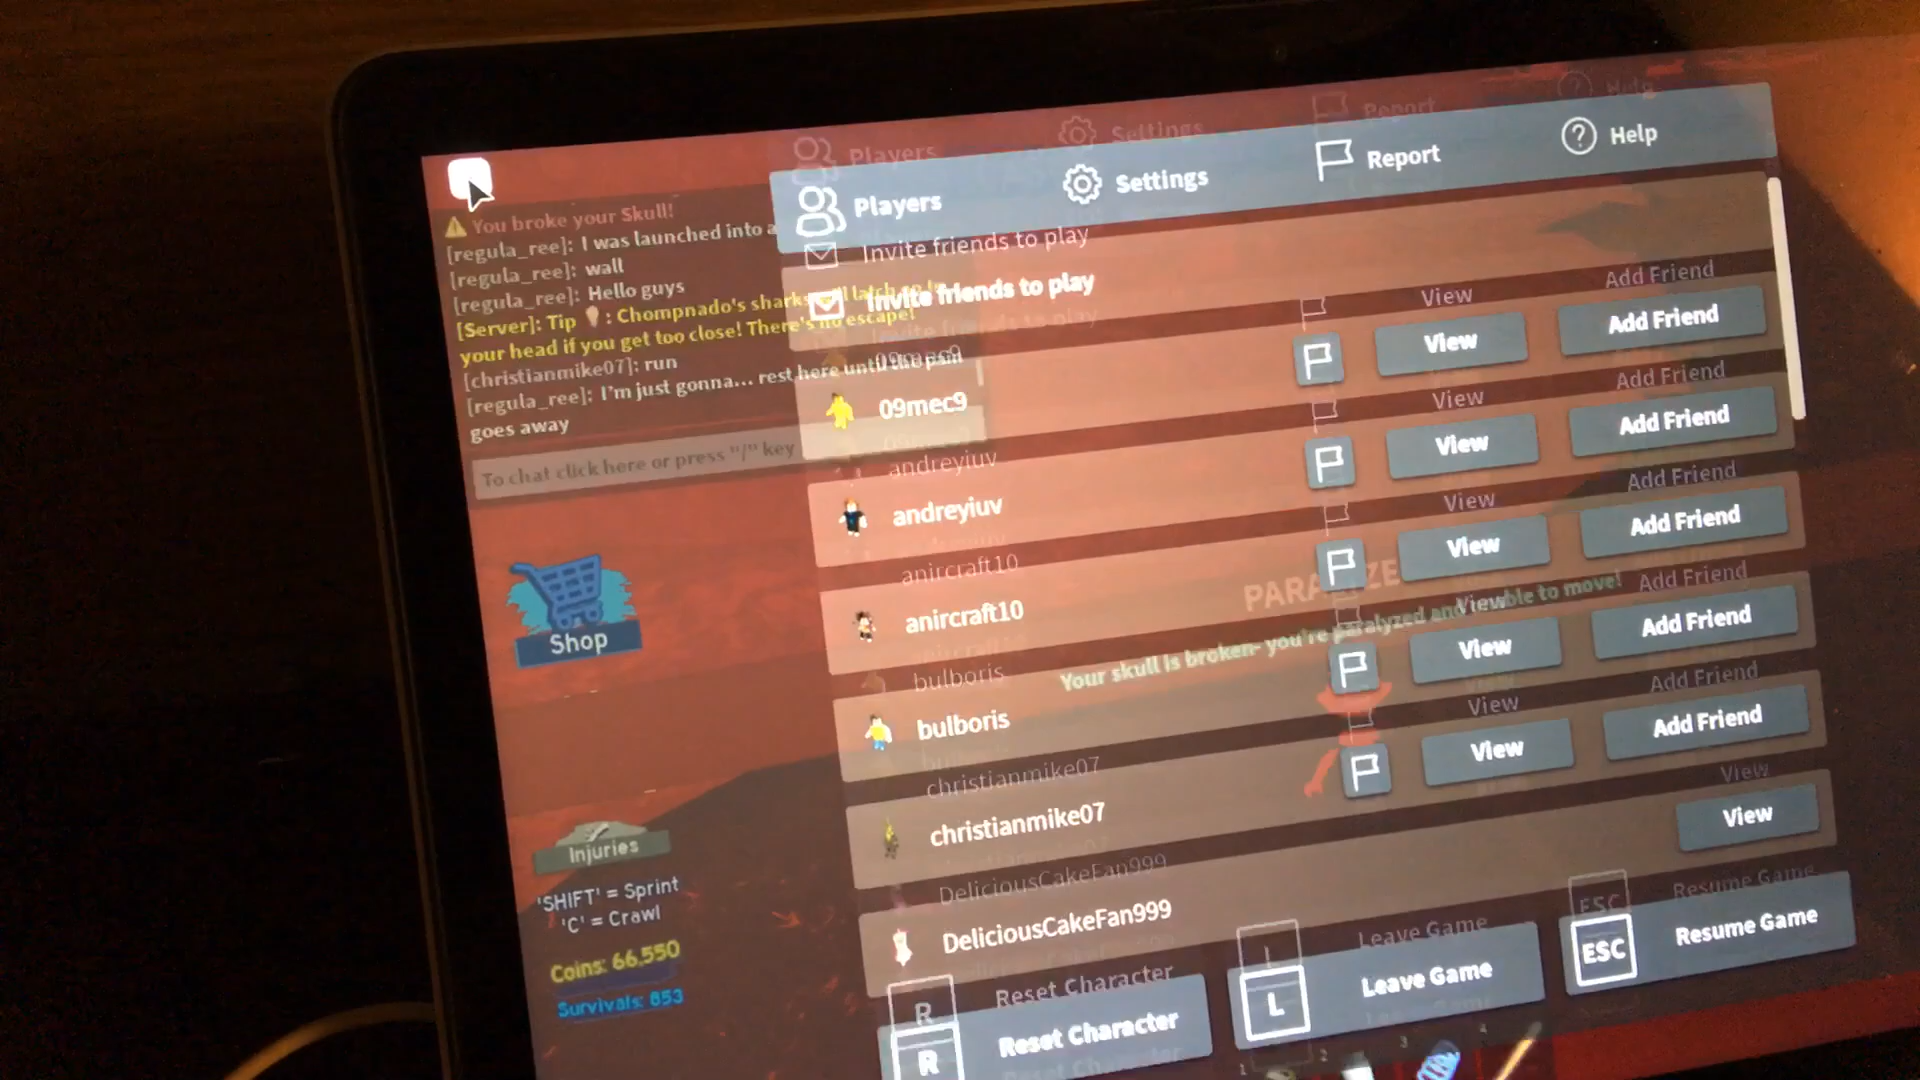 Players
Settings
Report
Help
You broke your Skull!
[regula_ree]: I was launched into a
[regula_ree]: wall
[regula_ree]: Hello guys
[Server]: Tip : Chompnado's sharks will latch
your head if you get too close! There's no escape!
[christianmike07]: run
[regula_ree]: I'm just gonna... rest here until the pain
goes away
To chat click here or press "/" key
Invite friends to play
09mec9
View
Add Friend
andreyiuv
View
Add Friend
anircraft10
View
Add Friend
bulboris
View
Add Friend
christianmike07
View
Add Friend
DeliciousCakeFan999
View
Your skull is broken- you're paralyzed and unable to move!
Shop
Injuries
'SHIFT' = Sprint
'C' = Crawl
Coins: 66,550
Survivals: 853
R
Reset Character
L
Leave Game
ESC
Resume Game